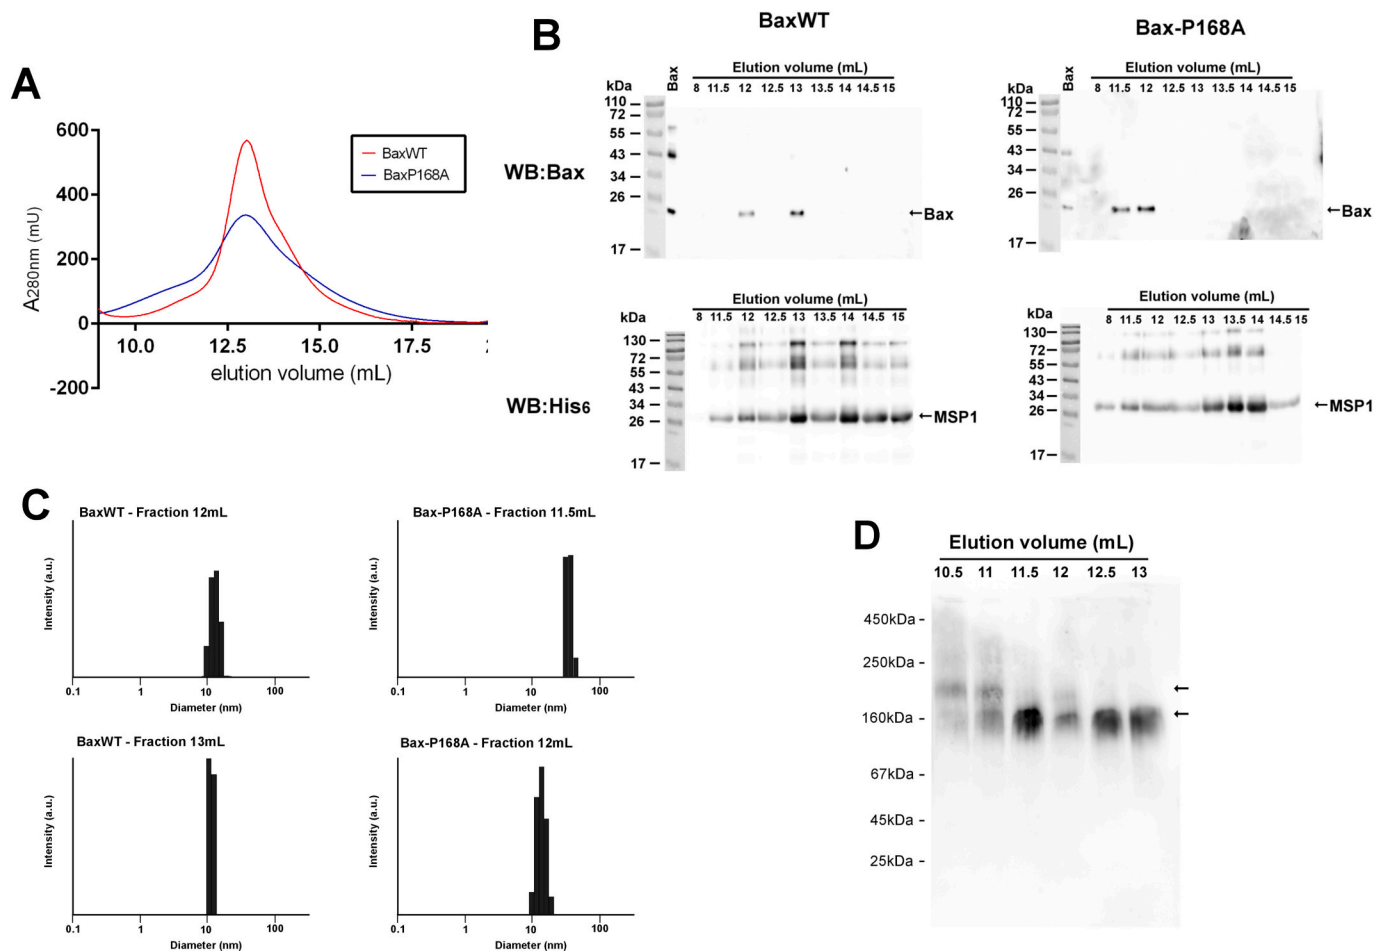 A
600
400
200
0
-200
A280nm (mU)
BaxWT
BaxP168A
10.0 12.5 15.0 17.5
elution volume (mL)
B
BaxWT
Elution volume (mL)
kDa Bax 8 11.5 12 12.5 13 13.5 14 14.5 15
110
72
55
43
34
26
17
WB:Bax
←Bax
Bax-P168A
Elution volume (mL)
kDa Bax 8 11.5 12 12.5 13 13.5 14 14.5 15
110
72
55
43
34
26
17
←Bax
Elution volume (mL)
kDa 8 11.5 12 12.5 13 13.5 14 14.5 15
130
72
55
43
34
26
17
WB:His6
←MSP1
Elution volume (mL)
kDa 8 11.5 12 12.5 13 13.5 14 14.5 15
130
72
55
43
34
26
17
←MSP1
C
BaxWT - Fraction 12mL
Intensity (a.u.)
0.1 1 10 100
Diameter (nm)
Bax-P168A - Fraction 11.5mL
Intensity (a.u.)
0.1 1 10 100
Diameter (nm)
BaxWT - Fraction 13mL
Intensity (a.u.)
0.1 1 10 100
Diameter (nm)
Bax-P168A - Fraction 12mL
Intensity (a.u.)
0.1 1 10 100
Diameter (nm)
D
Elution volume (mL)
10.5 11 11.5 12 12.5 13
450kDa -
250kDa -
160kDa -
67kDa -
45kDa -
25kDa -